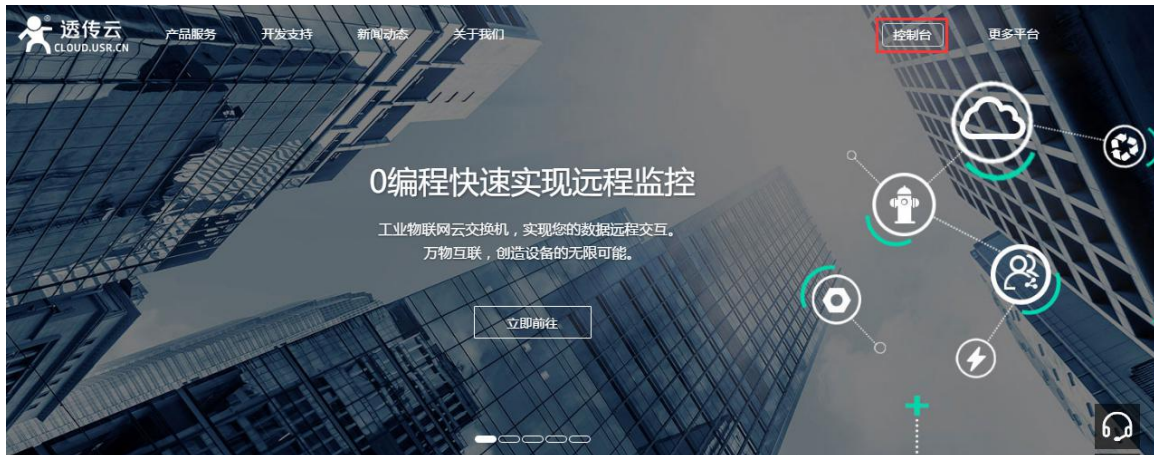 透传云
CLOUD.USR.CN
产品服务
开发支持
新闻动态
关于我们
控制台
更多平台
0编程快速实现远程监控
工业物联网云交换机，实现您的数据远程交互。
万物互联，创造设备的无限可能。
立即前往